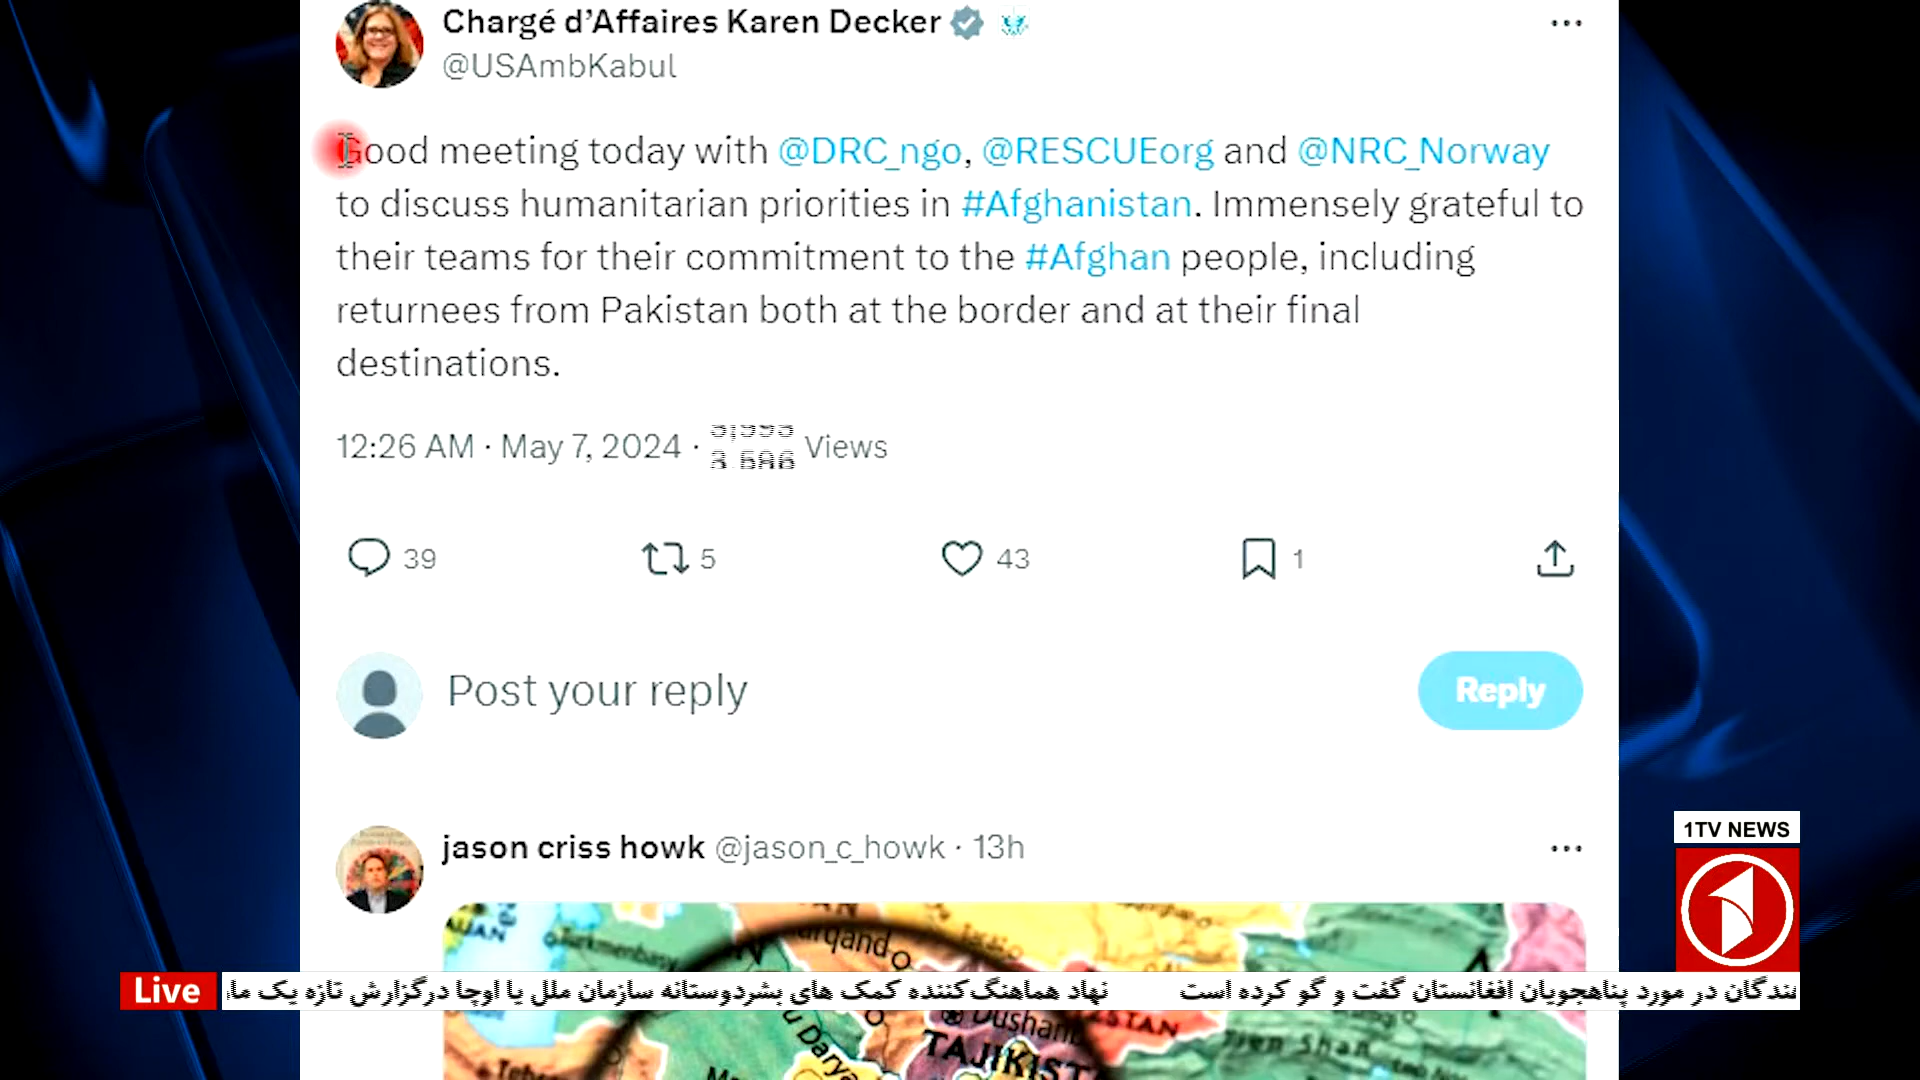 Chargé d’Affaires Karen Decker
@USAmbKabul
Good meeting today with @DRC_ngo, @RESCUEorg and @NRC_Norway
to discuss humanitarian priorities in #Afghanistan. Immensely grateful to
their teams for their commitment to the #Afghan people, including
returnees from Pakistan both at the border and at their final
destinations.
12:26 AM · May 7, 2024 · Views
39 5 43 1
Post your reply
Reply
jason criss howk @jason_c_howk · 13h
1TV NEWS
Live
در مورد پناهجویان افغانستان گفت و گو کرده است
نهاد هماهنگ کننده کمک های بشردوستانه سازمان ملل یا اوچا درگزارش تازه یک
TAJIKIST